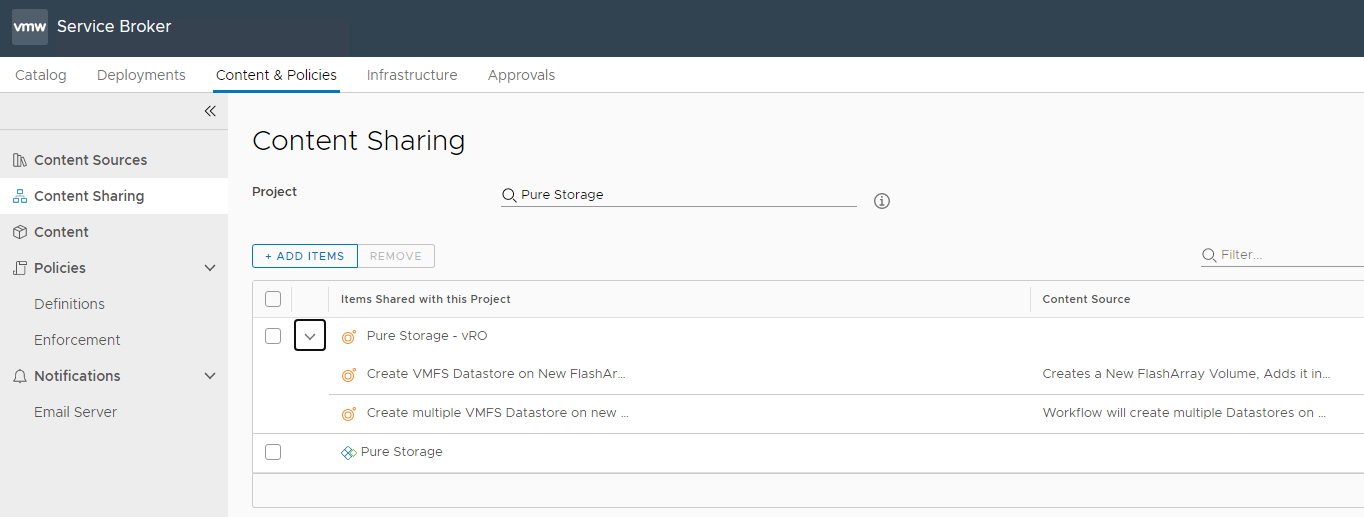 vmw Service Broker
Catalog Deployments Content & Policies Infrastructure Approvals
Content Sources
Content Sharing
Content
Policies
Definitions
Enforcement
Notifications
Email Server
Content Sharing
Project Pure Storage
+ ADD ITEMS REMOVE Filter...
Items Shared with this Project Content Source
Pure Storage - vRO
Create VMFS Datastore on New FlashAr... Creates a New FlashArray Volume, Adds it in...
Create multiple VMFS Datastore on new ... Workflow will create multiple Datastores on ...
Pure Storage